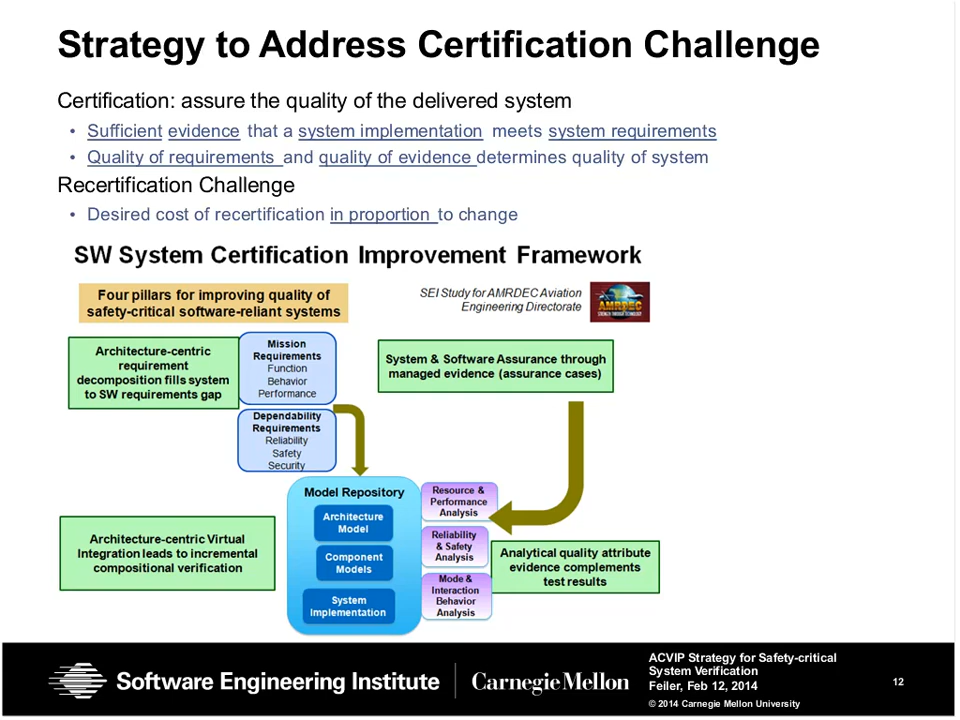 Strategy to Address Certification Challenge
Certification: assure the quality of the delivered system
• Sufficient evidence that a system implementation meets system requirements
• Quality of requirements and quality of evidence determines quality of system
Recertification Challenge
• Desired cost of recertification in proportion to change
SW System Certification Improvement Framework
Four pillars for improving quality of
safety-critical software-reliant systems
SEI Study for AMRDEC Aviation
Engineering Directorate
AMRDEC
Architecture-centric
requirement
decomposition fills system
to SW requirements gap
Mission
Requirements
Function
Behavior
Performance
System & Software Assurance through
managed evidence (assurance cases)
Dependability
Requirements
Reliability
Safety
Security
Model Repository
Architecture
Model
Component
Models
System
Implementation
Resource &
Performance
Analysis
Reliability
& Safety
Analysis
Mode &
Interaction
Behavior
Analysis
Architecture-centric Virtual
Integration leads to incremental
compositional verification
Analytical quality attribute
evidence complements
test results
Software Engineering Institute
Carnegie Mellon
ACVIP Strategy for Safety-critical
System Verification
Feiler, Feb 12, 2014
© 2014 Carnegie Mellon University
12